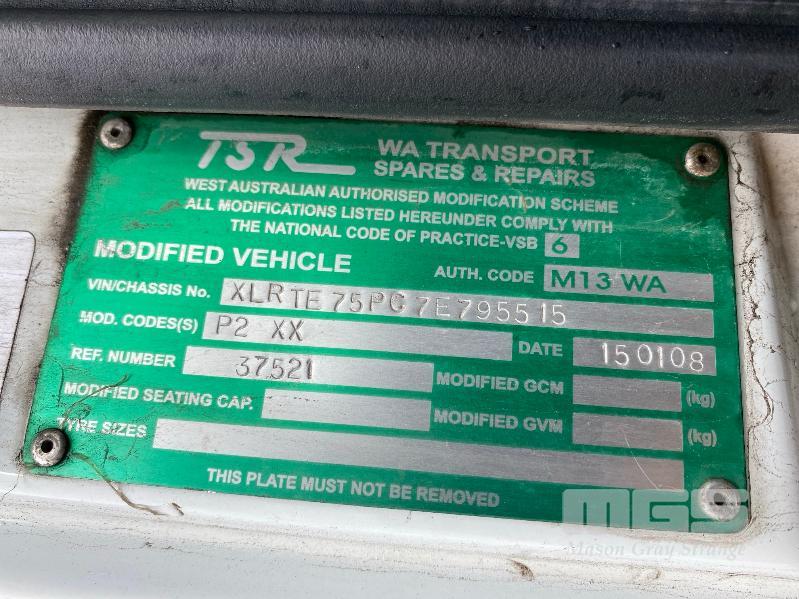 TSR WA TRANSPORT
SPARES & REPAIRS
WEST AUSTRALIAN AUTHORISED MODIFICATION SCHEME
ALL MODIFICATIONS LISTED HEREUNDER COMPLY WITH
THE NATIONAL CODE OF PRACTICE-VSB 6
MODIFIED VEHICLE AUTH. CODE M13 WA
VIN/CHASSIS No. XLRTE75PC7E795515
MOD. CODES(S) P2 XX DATE 150108
REF. NUMBER 37521 MODIFIED GCM (kg)
MODIFIED SEATING CAP. MODIFIED GVM (kg)
TYRE SIZES
THIS PLATE MUST NOT BE REMOVED
MGS
Mason Gray Strange